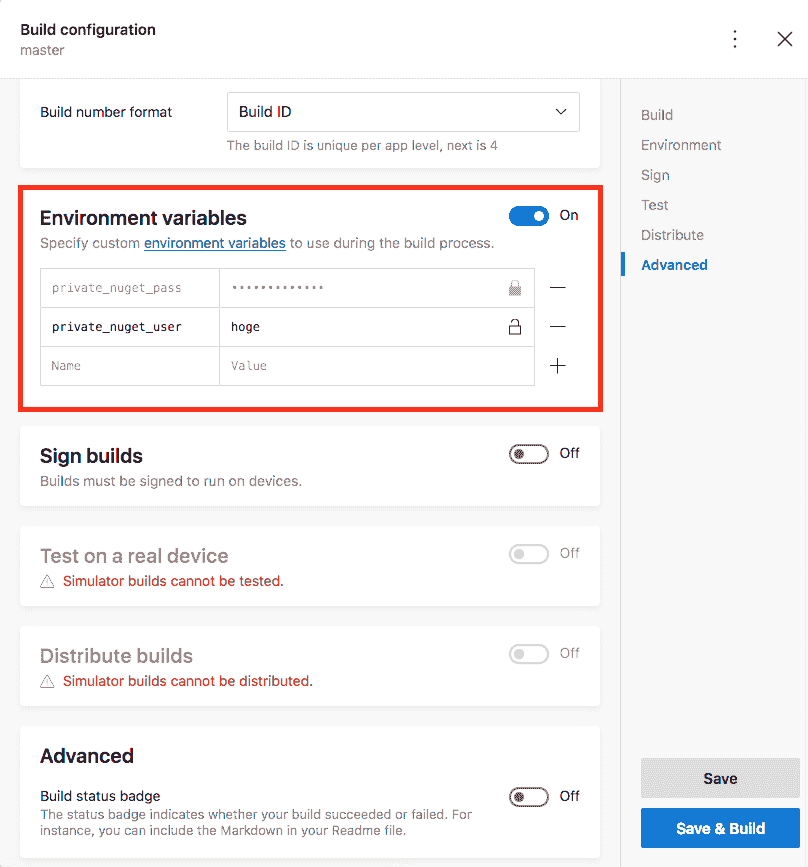 Build configuration
master
Build number format
Build ID
The build ID is unique per app level, next is 4
Environment variables
On
Specify custom environment variables to use during the build process.
private_nuget_pass
•••••••••••••
private_nuget_user
hoge
Name
Value
Sign builds
Off
Builds must be signed to run on devices.
Test on a real device
Off
Simulator builds cannot be tested.
Distribute builds
Off
Simulator builds cannot be distributed.
Advanced
Build status badge
Off
The status badge indicates whether your build succeeded or failed. For
instance, you can include the Markdown in your Readme file.
Build
Environment
Sign
Test
Distribute
Advanced
Save
Save & Build